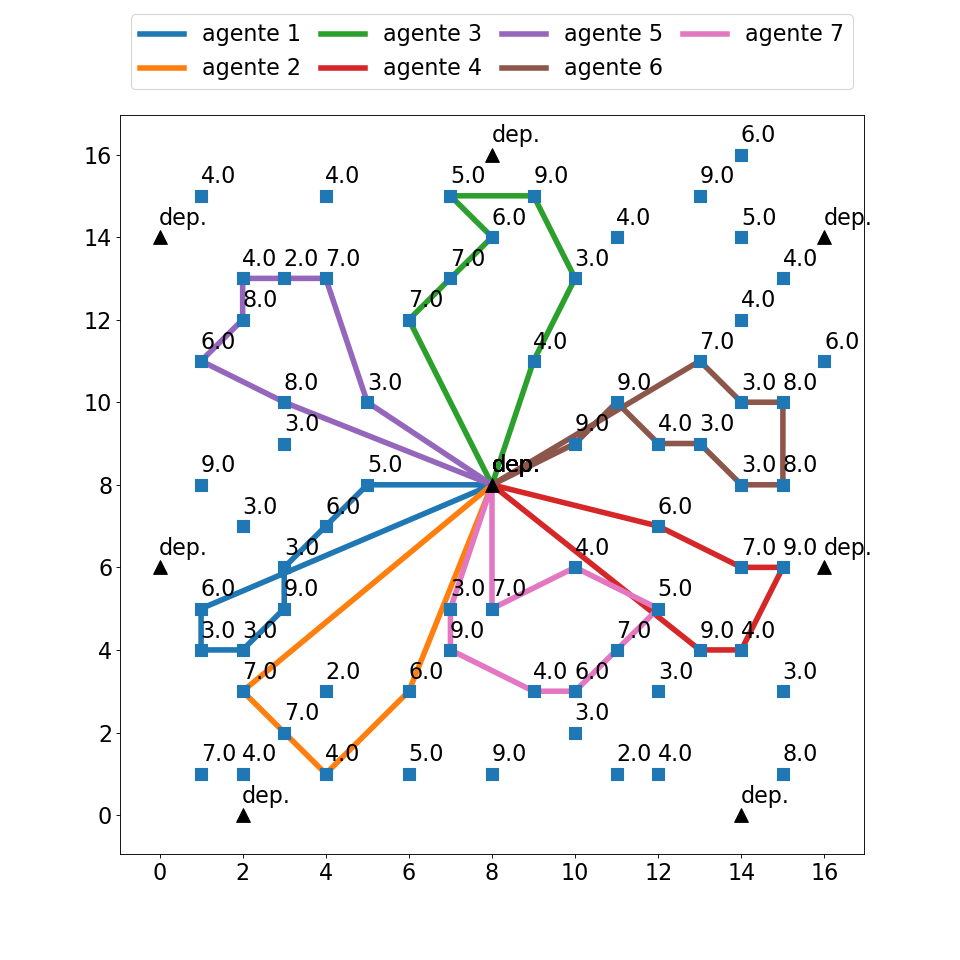 agente 1 agente 3 agente 5 agente 7
agente 2 agente 4 agente 6
6.0
dep.
16
4.0 4.0 5.0 9.0 9.0
dep. 6.0 4.0 5.0 dep.
14
4.0 2.0 7.0 7.0 3.0 4.0
8.0 7.0 4.0
12
6.0 4.0 7.0 6.0
8.0 3.0 9.0 3.0 8.0
10
3.0 9.0 4.0 3.0
9.0 5.0 dep. 3.0 8.0
8
3.0 6.0 6.0
dep. 3.0 4.0 7.0 9.0 dep.
6
6.0 9.0 3.0 7.0 5.0
3.0 3.0 9.0 7.0 9.0 4.0
4
7.0 2.0 6.0 4.0 6.0 3.0 3.0
7.0 3.0
2
7.0 4.0 4.0 5.0 9.0 2.0 4.0 8.0
dep. dep.
0
0 2 4 6 8 10 12 14 16